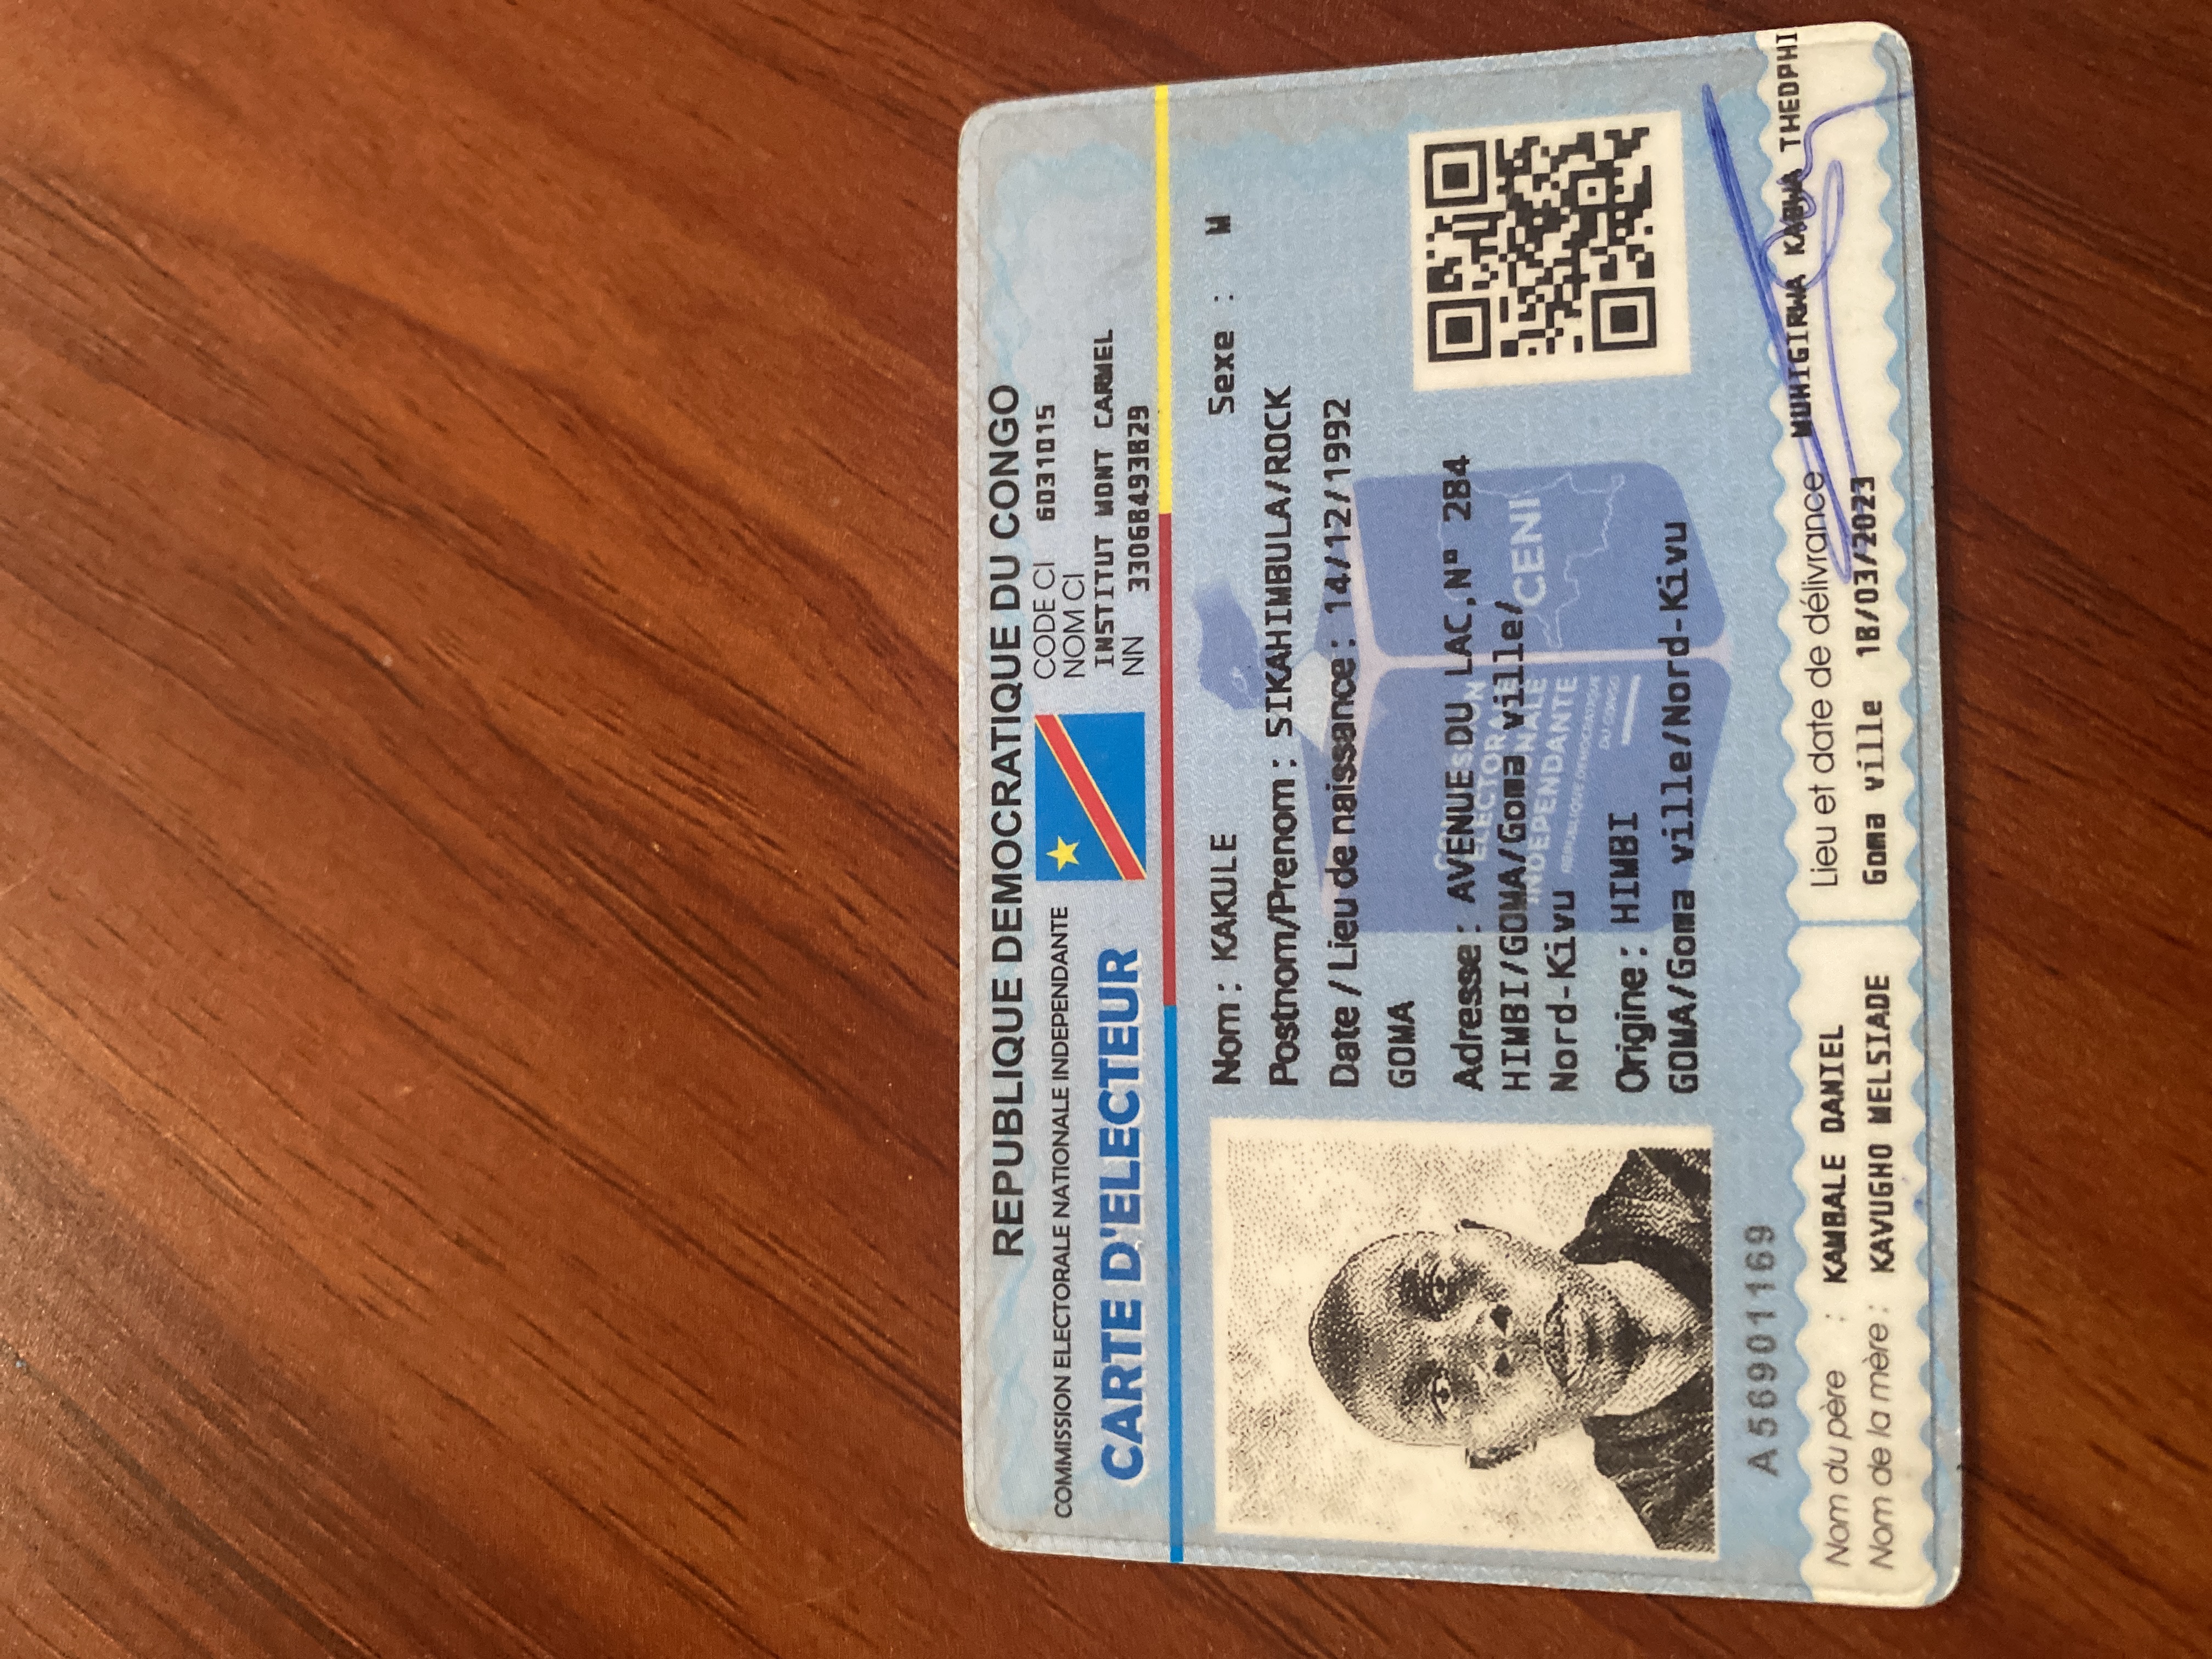 REPUBLIQUE DEMOCRATIQUE DU CONGO
COMMISSION ELECTORALE NATIONALE INDEPENDANTE
CARTE D'ELECTEUR
CODE CI 6031015
NOM CI
INSTITUT MONT CARMEL
NN 33068493829
Nom : KAKULE Sexe : M
Postnom/Prenom : SIKAHIMBULA/ROCK
Date / Lieu de naissance : 14/12/1992
GOMA
Adresse : AVENUE DU LAC,Nº 284
HIMBI/GOMA/Goma ville/
Nord-Kivu
Origine : HIMBI
GOMA/Goma ville/Nord-Kivu
COMMISSION
ELECTORALE
NATIONALE
INDEPENDANTE
REPUBLIQUE DEMOCRATIQUE
DU CONGO
CENI
A56901169
Nom du père : KAMBALE DANIEL
Nom de la mère : KAVUGHO MELSIADE
Lieu et date de délivrance MUHIGIRWA KABWA THEOPHI
Goma ville 18/03/2023